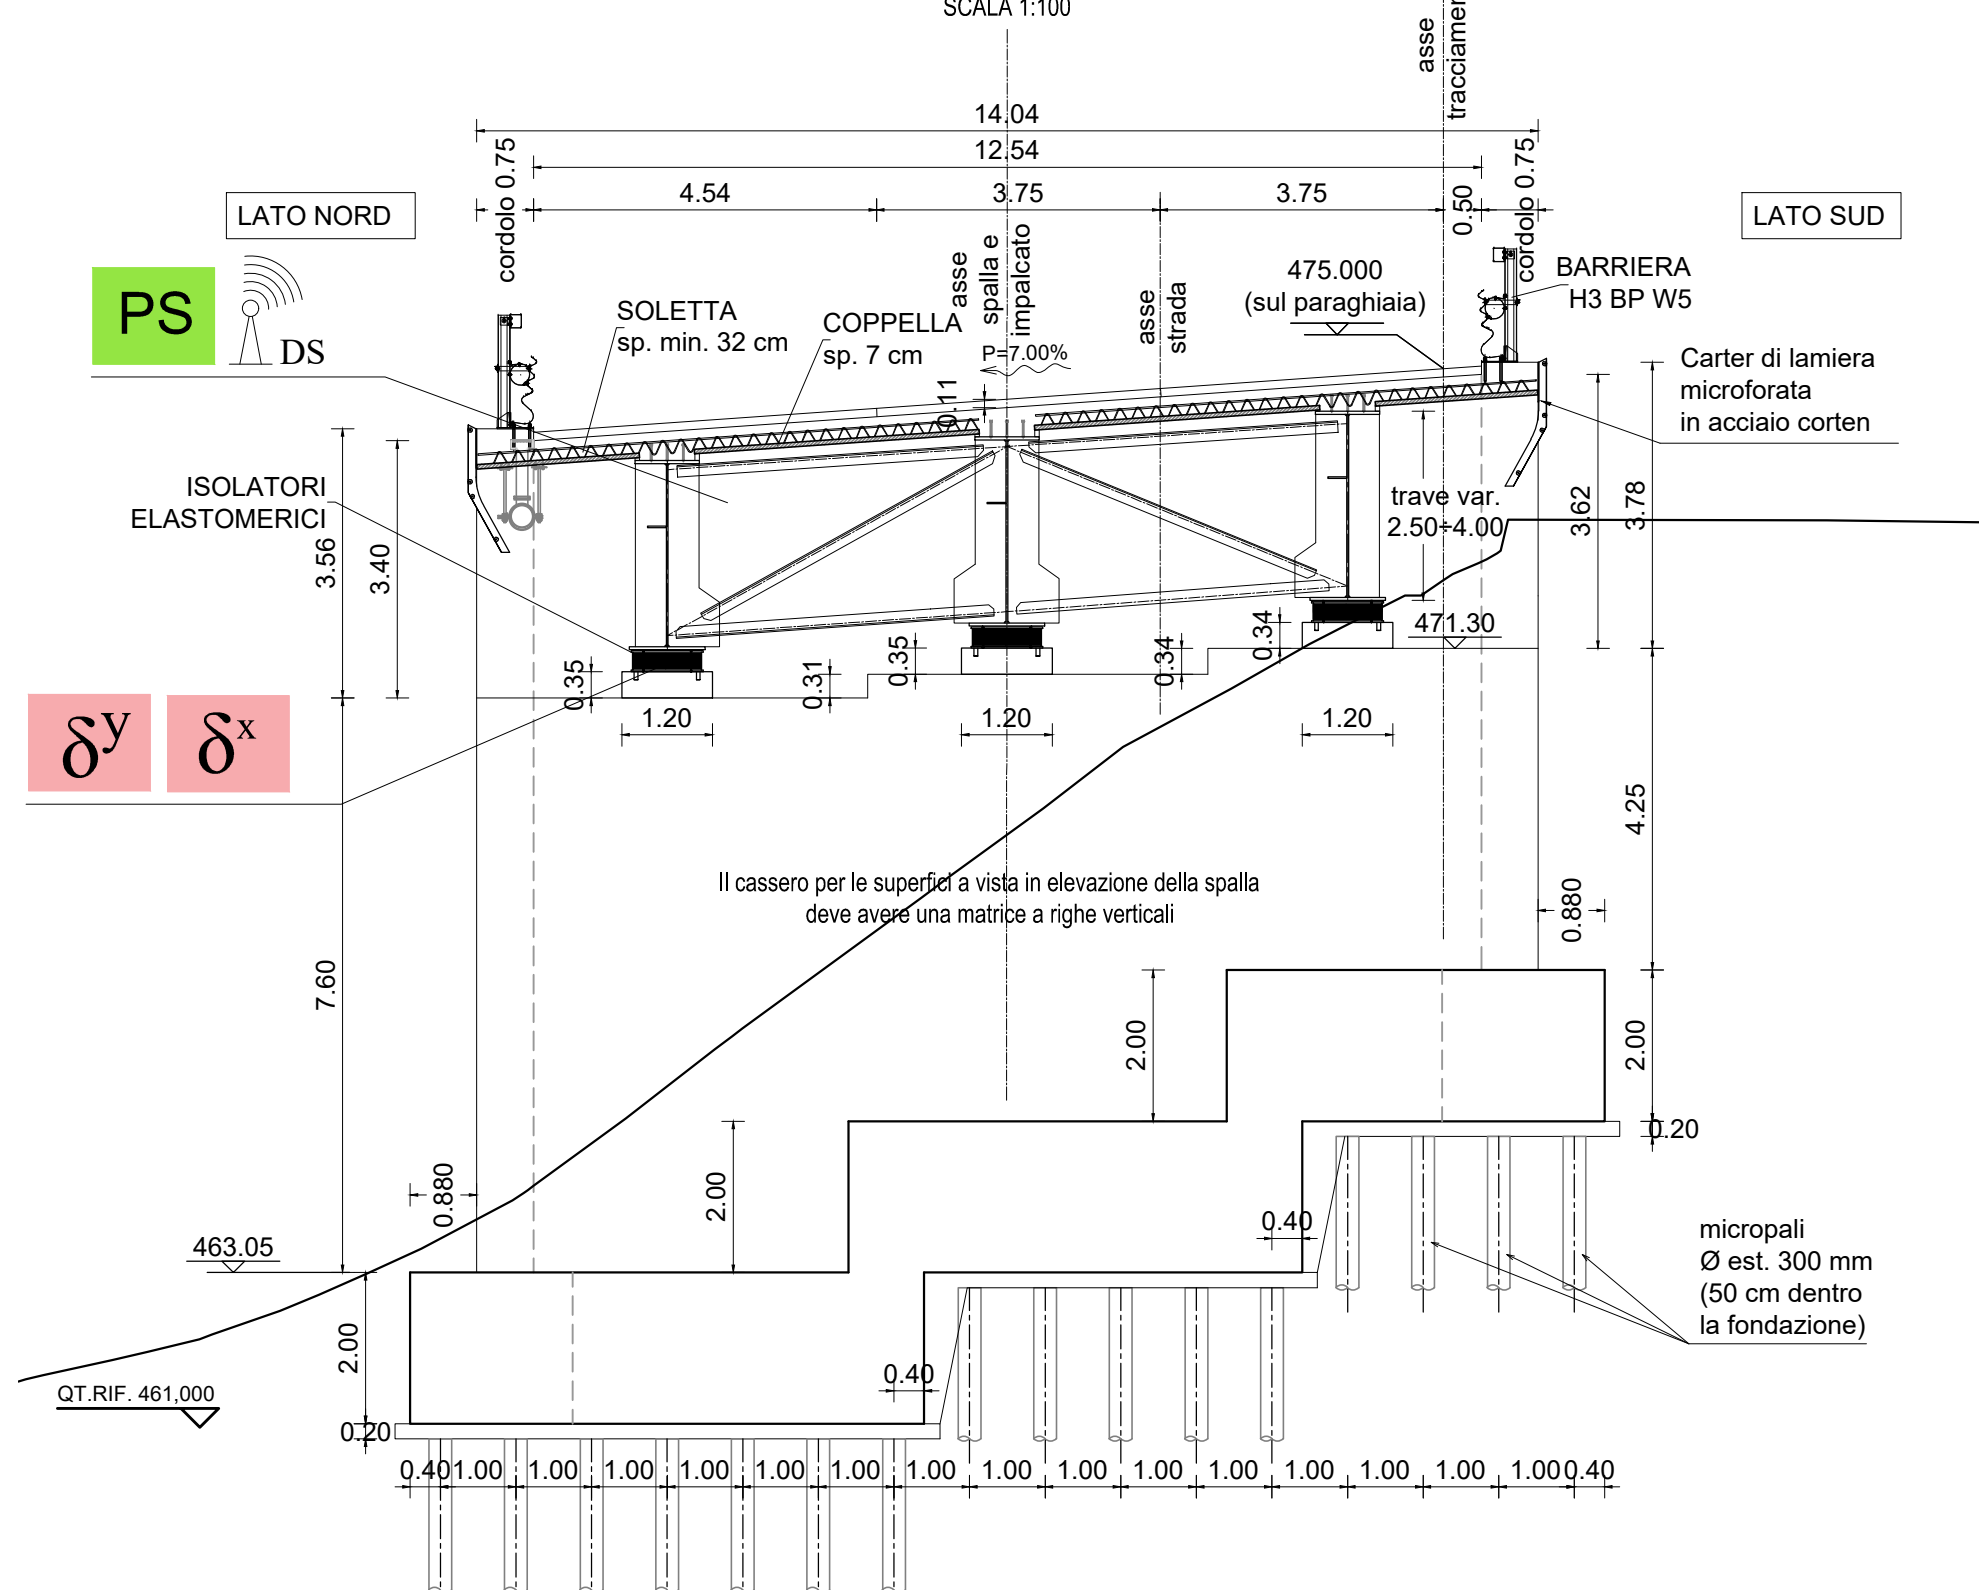 SCALA 1:100
asse
tracciamen
14.04
12.54
cordolo 0.75
4.54
3.75
3.75
0.50
cordolo 0.75
LATO NORD
LATO SUD
PS
DS
SOLETTA
sp. min. 32 cm
COPPELLA
sp. 7 cm
asse
spalla e
impalcato
P=7.00%
0.11
asse
strada
475.000
(sul paraghiaia)
BARRIERA
H3 BP W5
Carter di lamiera
microforata
in acciaio corten
ISOLATORI
ELASTOMERICI
trave var.
2.50÷4.00
3.56
3.40
3.62
3.78
471.30
0.35
0.31
0.35
0.34
0.34
1.20
1.20
1.20
δy
δx
4.25
Il cassero per le superfici a vista in elevazione della spalla
deve avere una matrice a righe verticali
0.880
7.60
2.00
2.00
0.20
0.880
2.00
0.40
463.05
micropali
Ø est. 300 mm
(50 cm dentro
la fondazione)
2.00
QT.RIF. 461,000
0.40
0.20
0.40 1.00 1.00 1.00 1.00 1.00 1.00 1.00 1.00 1.00 1.00 1.00 1.00 1.00 1.00 1.00 0.40